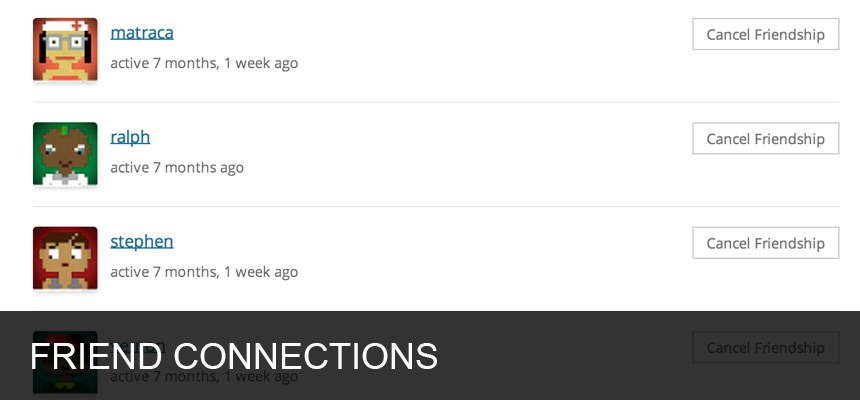 matraca
Cancel Friendship
active 7 months, 1 week ago
ralph
Cancel Friendship
active 7 months ago
stephen
Cancel Friendship
active 7 months, 1 week ago
Cancel Friendship
FRIEND CONNECTIONS
active 7 months, 1 week ago